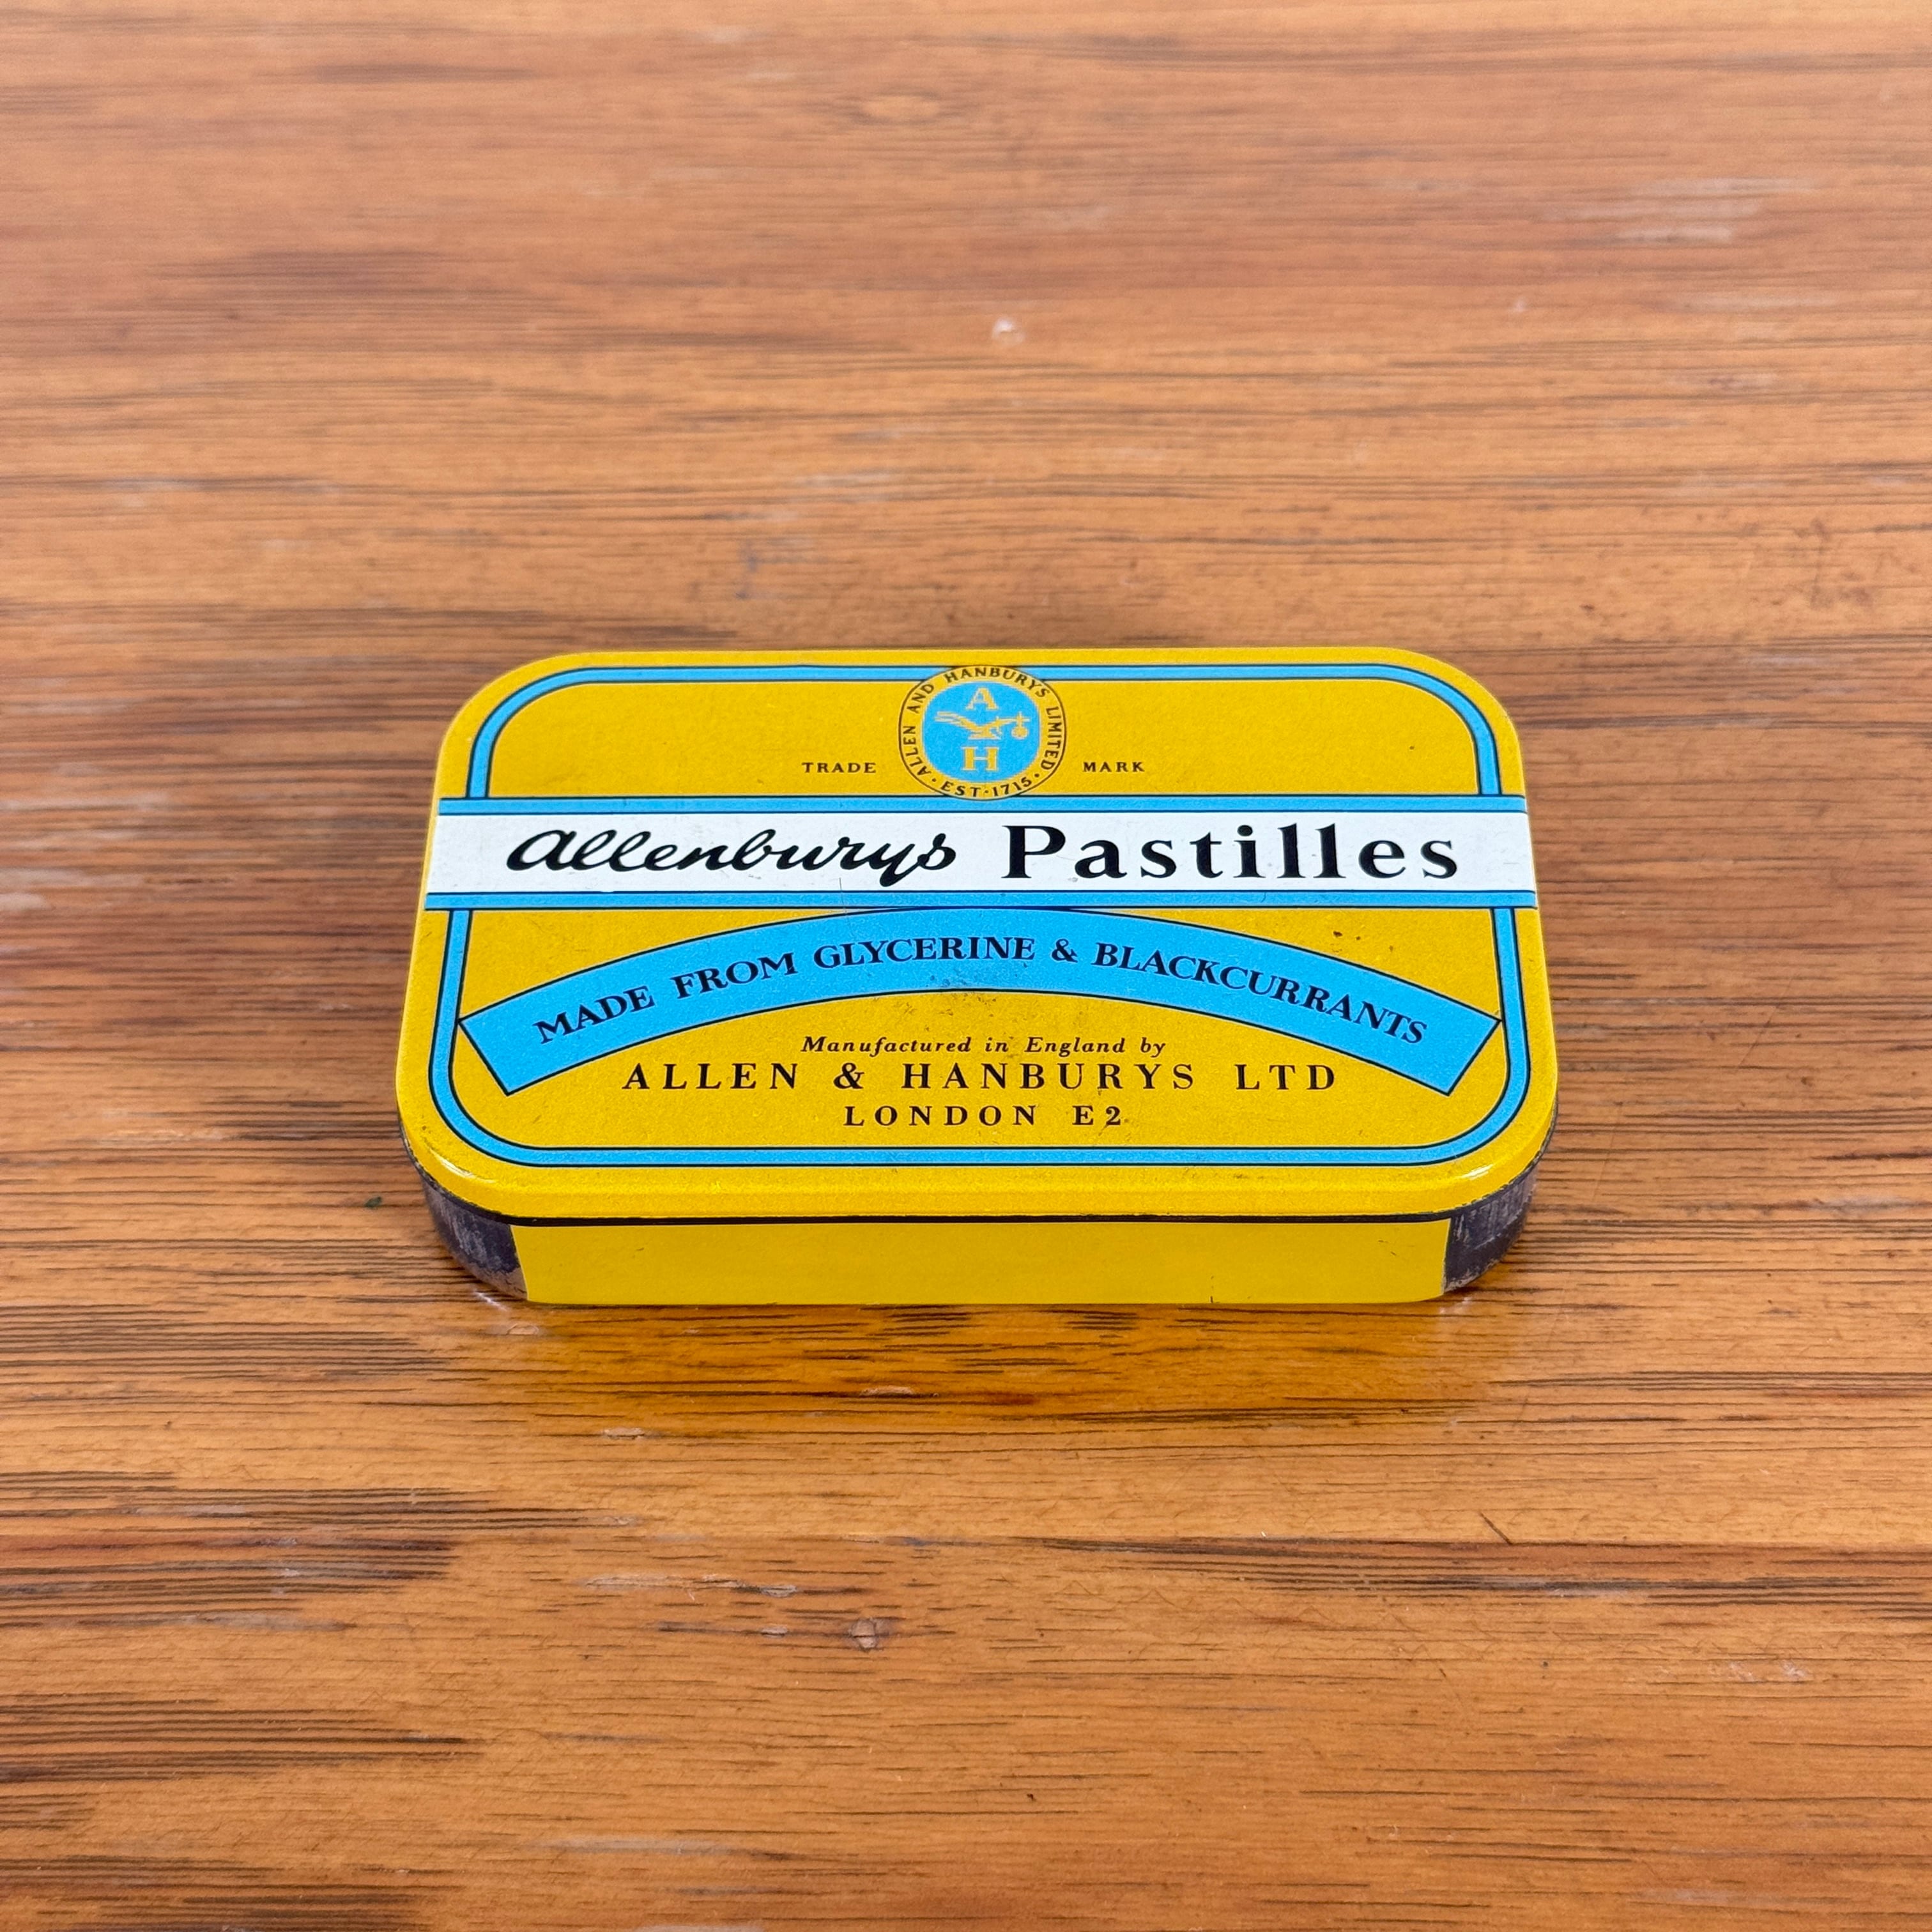 ALLEN AND HANBURYS LIMITED
A
H
· EST·1715 ·
TRADE MARK
Allenburys Pastilles
MADE FROM GLYCERINE & BLACKCURRANTS
Manufactured in England by
ALLEN & HANBURYS LTD
LONDON E2